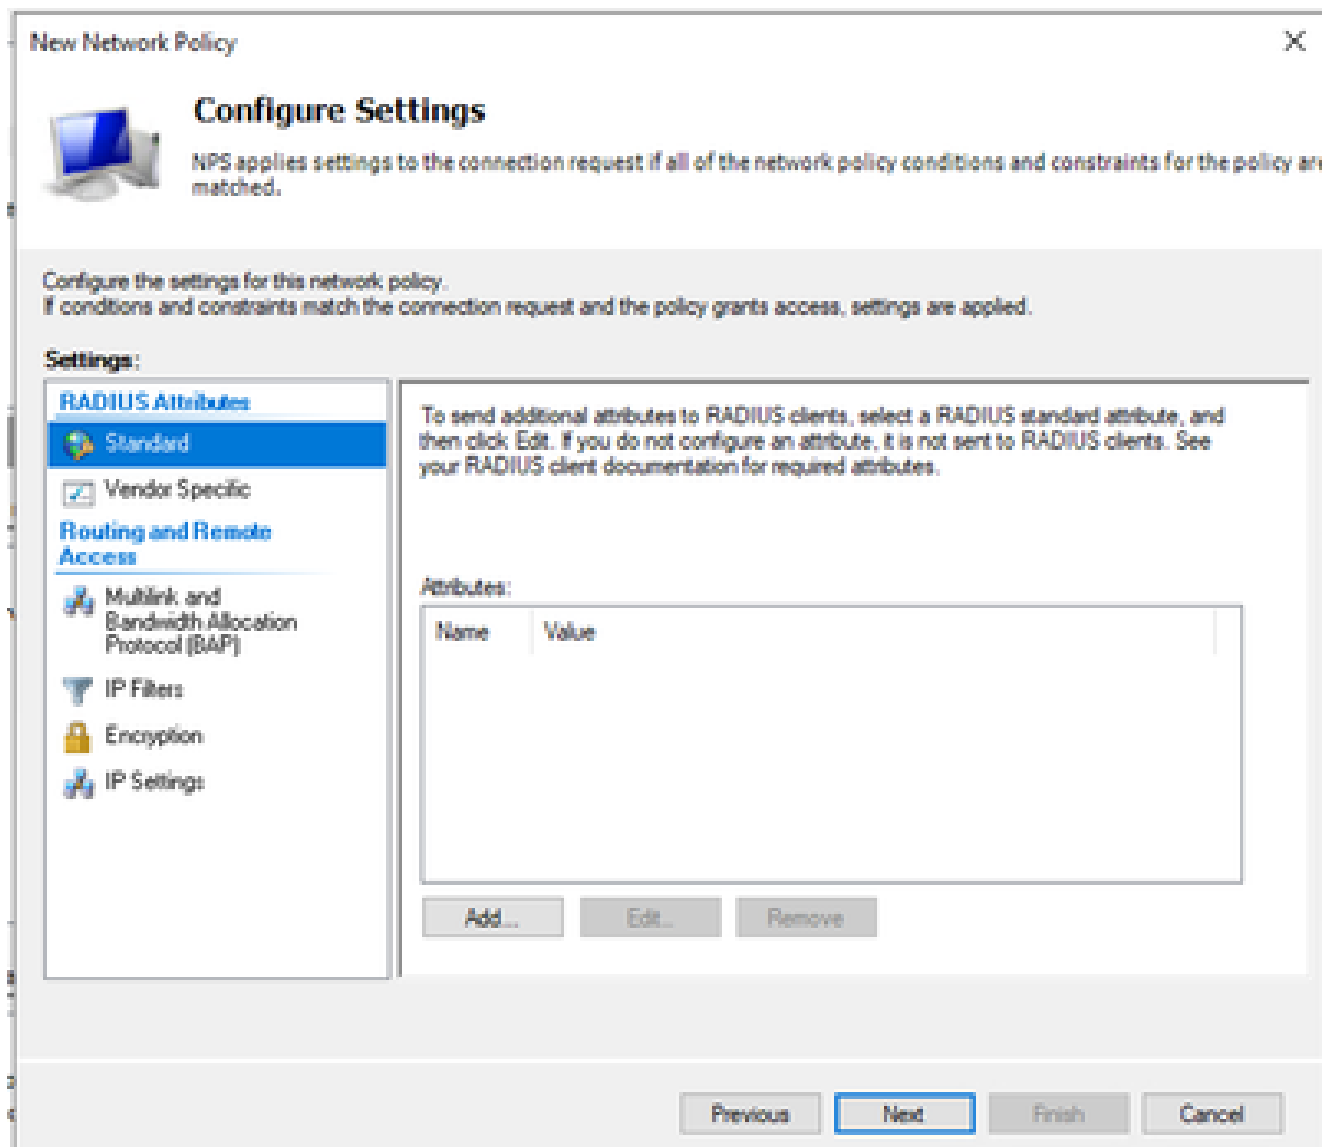 New Network Policy
Configure Settings
NPS applies settings to the connection request if all of the network policy conditions and constraints for the policy are
matched.
Configure the settings for this network policy.
If conditions and constraints match the connection request and the policy grants access, settings are applied.
Settings:
RADIUS Attributes
Standard
Vendor Specific
Routing and Remote
Access
Multilink and
Bandwidth Allocation
Protocol (BAP)
IP Filters
Encryption
IP Settings
To send additional attributes to RADIUS clients, select a RADIUS standard attribute, and
then click Edit. If you do not configure an attribute, it is not sent to RADIUS clients. See
your RADIUS client documentation for required attributes.
Attributes:
Name Value
Add... Edit... Remove
Previous Next Finish Cancel